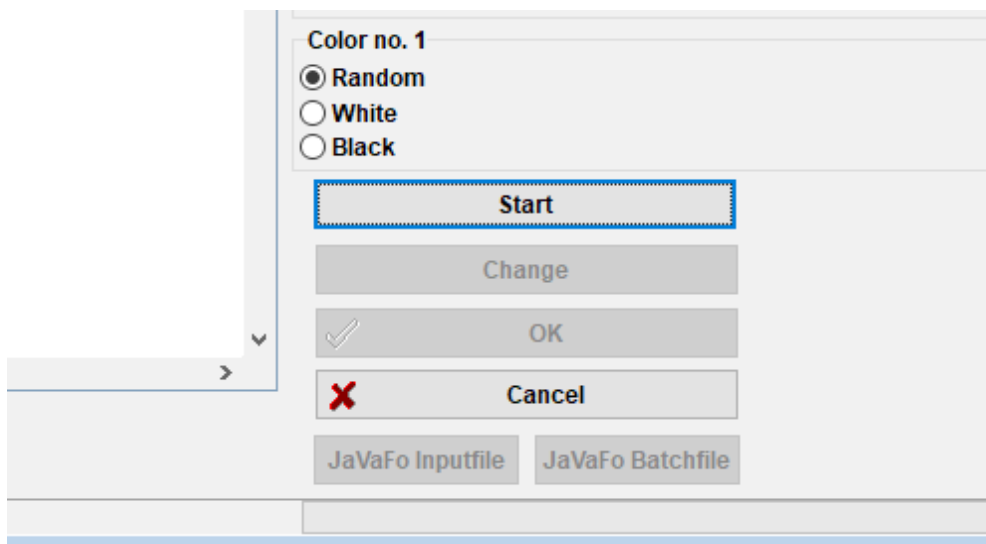 Color no. 1
Random
White
Black
Start
Change
OK
Cancel
JaVaFo Inputfile JaVaFo Batchfile